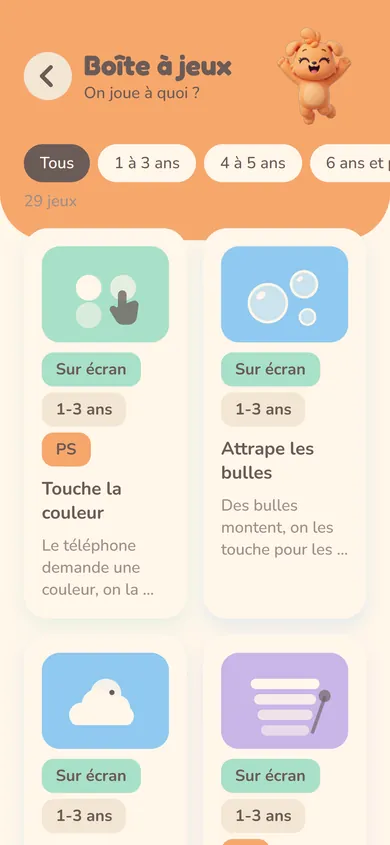 Boîte à jeux
On joue à quoi ?
Tous
1 à 3 ans
4 à 5 ans
6 ans et
29 jeux
Sur écran
1-3 ans
PS
Touche la
couleur
Le téléphone
demande une
couleur, on la ...
Sur écran
1-3 ans
Attrape les
bulles
Des bulles
montent, on les
touche pour les ...
Sur écran
1-3 ans
Sur écran
1-3 ans